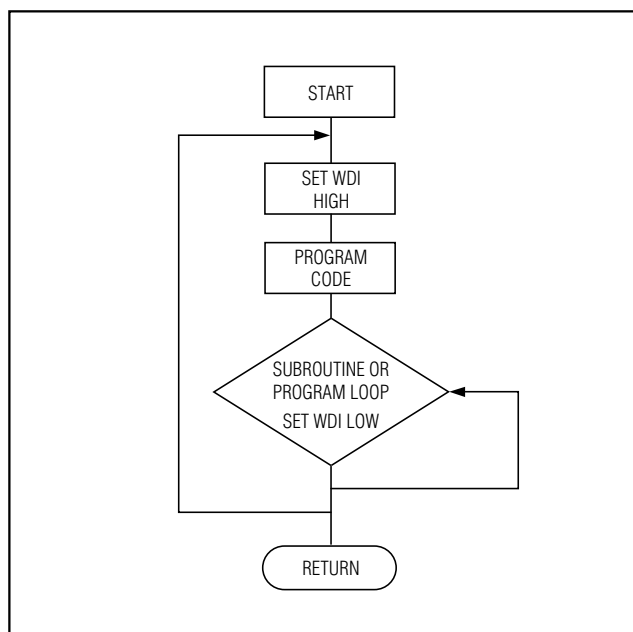 START
SET WDI
HIGH
PROGRAM
CODE
SUBROUTINE OR
PROGRAM LOOP
SET WDI LOW
RETURN